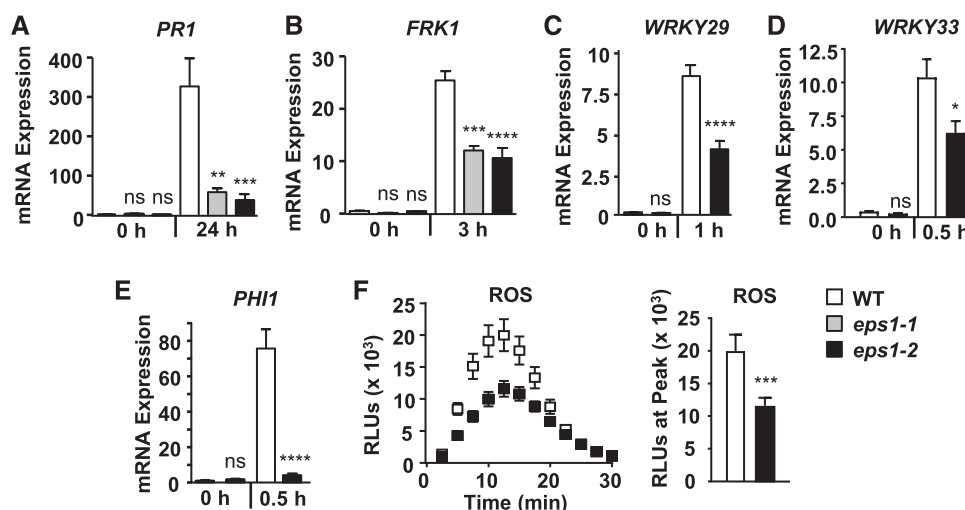 A PR1
mRNA Expression
400
300
200
100
0
ns ns
** ***
0 h 24 h
B FRK1
mRNA Expression
30
20
10
0
ns ns
*** ****
0 h 3 h
C WRKY29
mRNA Expression
10
7.5
5
2.5
0
ns
****
0 h 1 h
D WRKY33
mRNA Expression
12.5
10.0
7.5
5.0
2.5
0.0
ns
*
0 h 0.5 h
E PHI1
mRNA Expression
80
60
40
20
0
ns
****
0 h 0.5 h
F ROS
RLUs (x 10³)
25
20
15
10
5
0
0 10 20 30
Time (min)
ROS
RLUs at Peak (x 10³)
25
20
15
10
5
0
***
WT
eps1-1
eps1-2